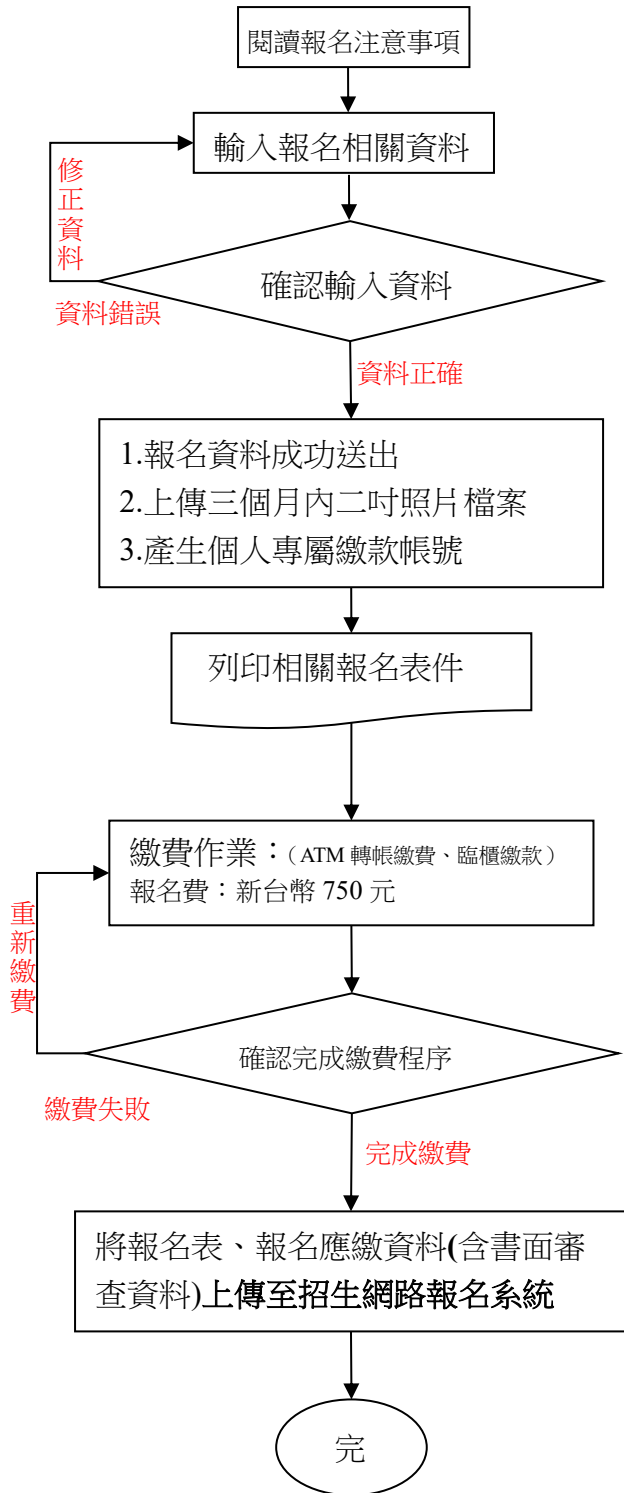 閱讀報名注意事項
輸入報名相關資料
修正資料
確認輸入資料
資料錯誤
資料正確
1.報名資料成功送出
2.上傳三個月內二吋照片檔案
3.產生個人專屬繳款帳號
列印相關報名表件
繳費作業：（ATM 轉帳繳費、臨櫃繳款）
報名費：新台幣 750 元
重新繳費
確認完成繳費程序
繳費失敗
完成繳費
將報名表、報名應繳資料(含書面審
查資料)上傳至招生網路報名系統
完